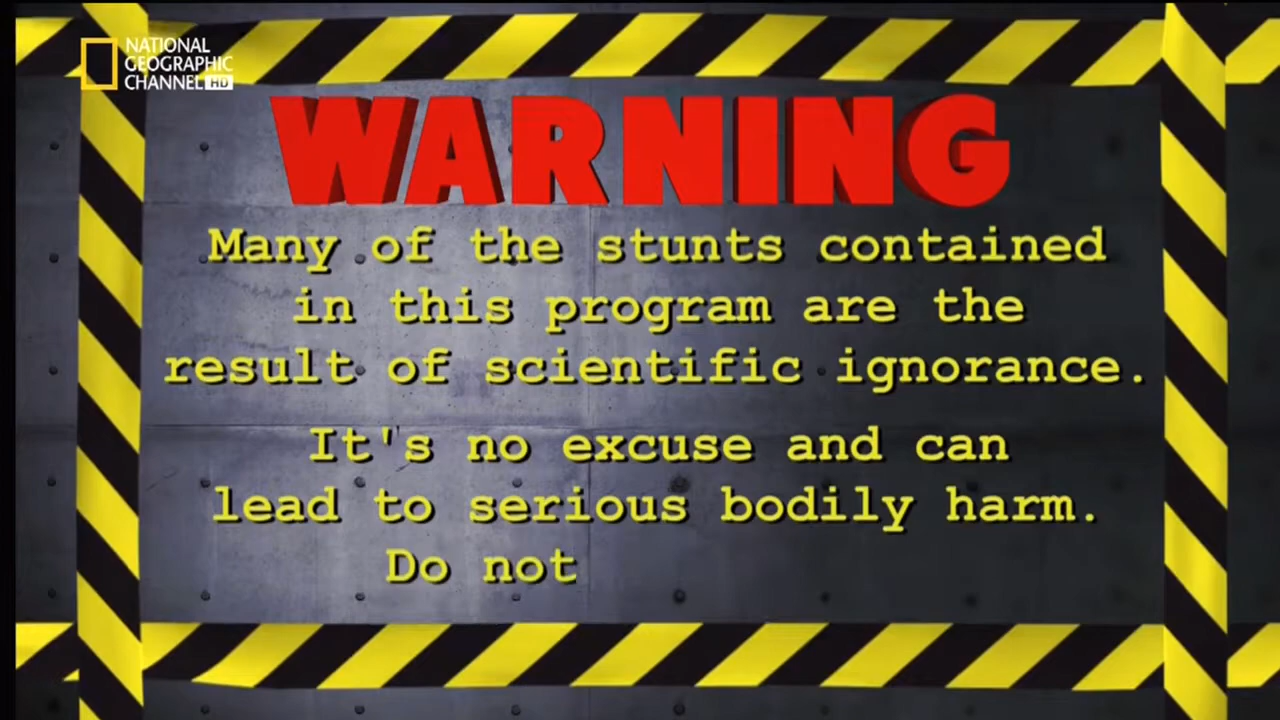 NATIONAL
GEOGRAPHIC
CHANNEL HD
WARNING
Many of the stunts contained
in this program are the
result of scientific ignorance.
It's no excuse and can
lead to serious bodily harm.
Do not